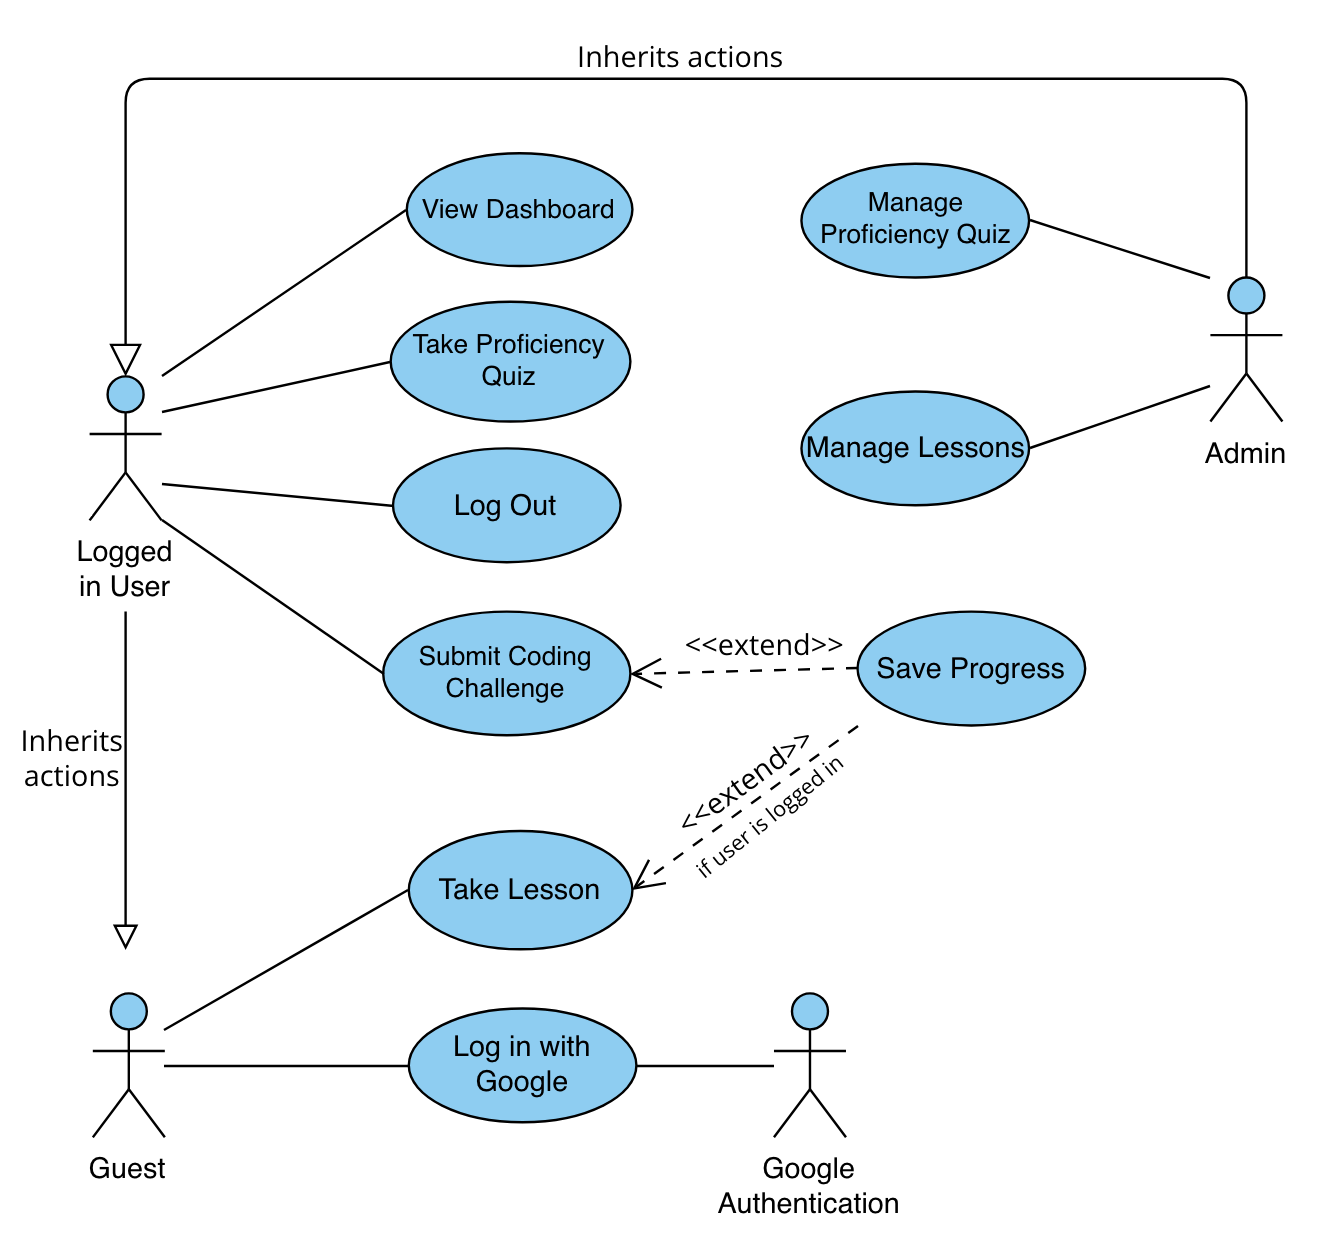 Inherits actions
View Dashboard
Manage
Proficiency Quiz
Take Proficiency
Quiz
Manage Lessons
Admin
Log Out
Logged
in User
Submit Coding
Challenge
<<extend>>
Save Progress
Inherits
actions
<<extend>>
if user is logged in
Take Lesson
Log in with
Google
Guest
Google
Authentication